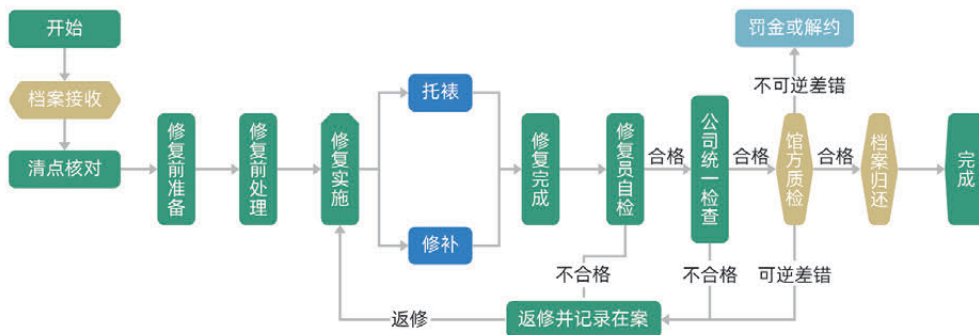 开始
档案接收
清点核对
修复前准备
修复前处理
修复实施
托裱
修补
修复完成
修复员自检
合格
公司统一检查
合格
馆方质检
合格
档案归还
完成
罚金或解约
不可逆差错
不合格
不合格
可逆差错
返修
返修并记录在案